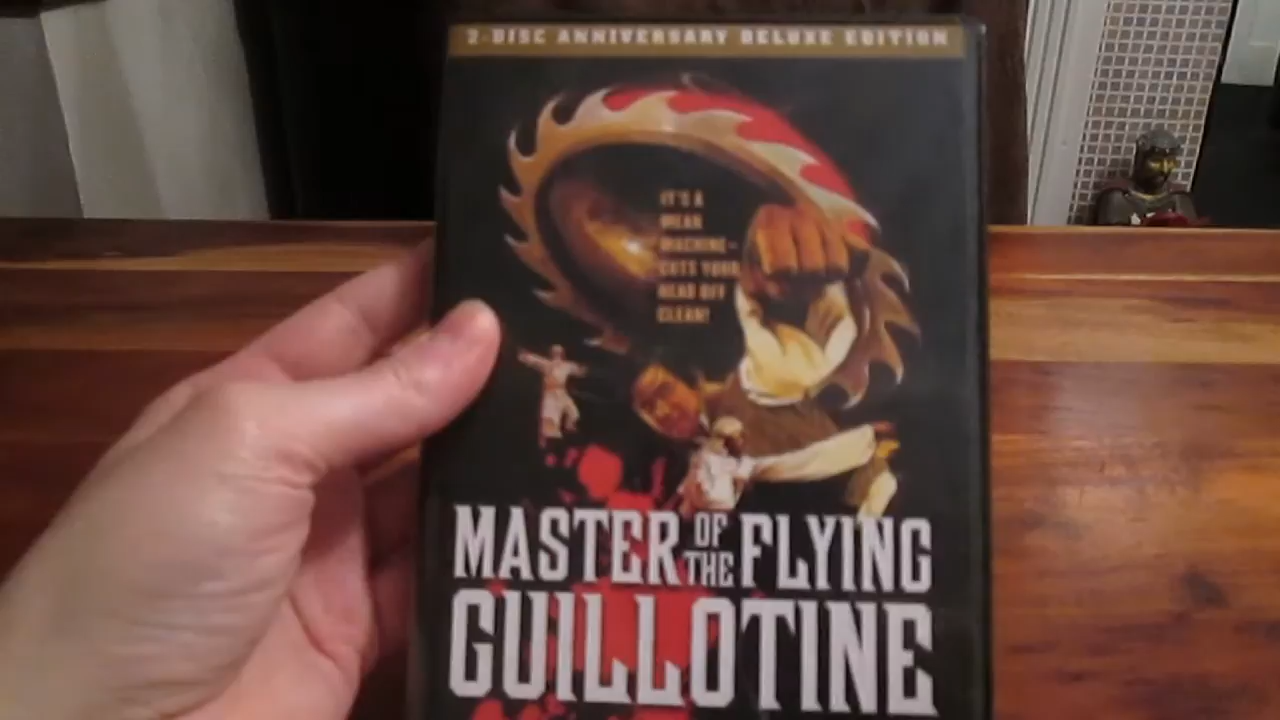 2-DISC ANNIVERSARY DELUXE EDITION
IT'S A
MEAN
MACHINE-
CUTS YOUR
HEAD OFF
CLEAN!
MASTER OF THE FLYING
GUILLOTINE